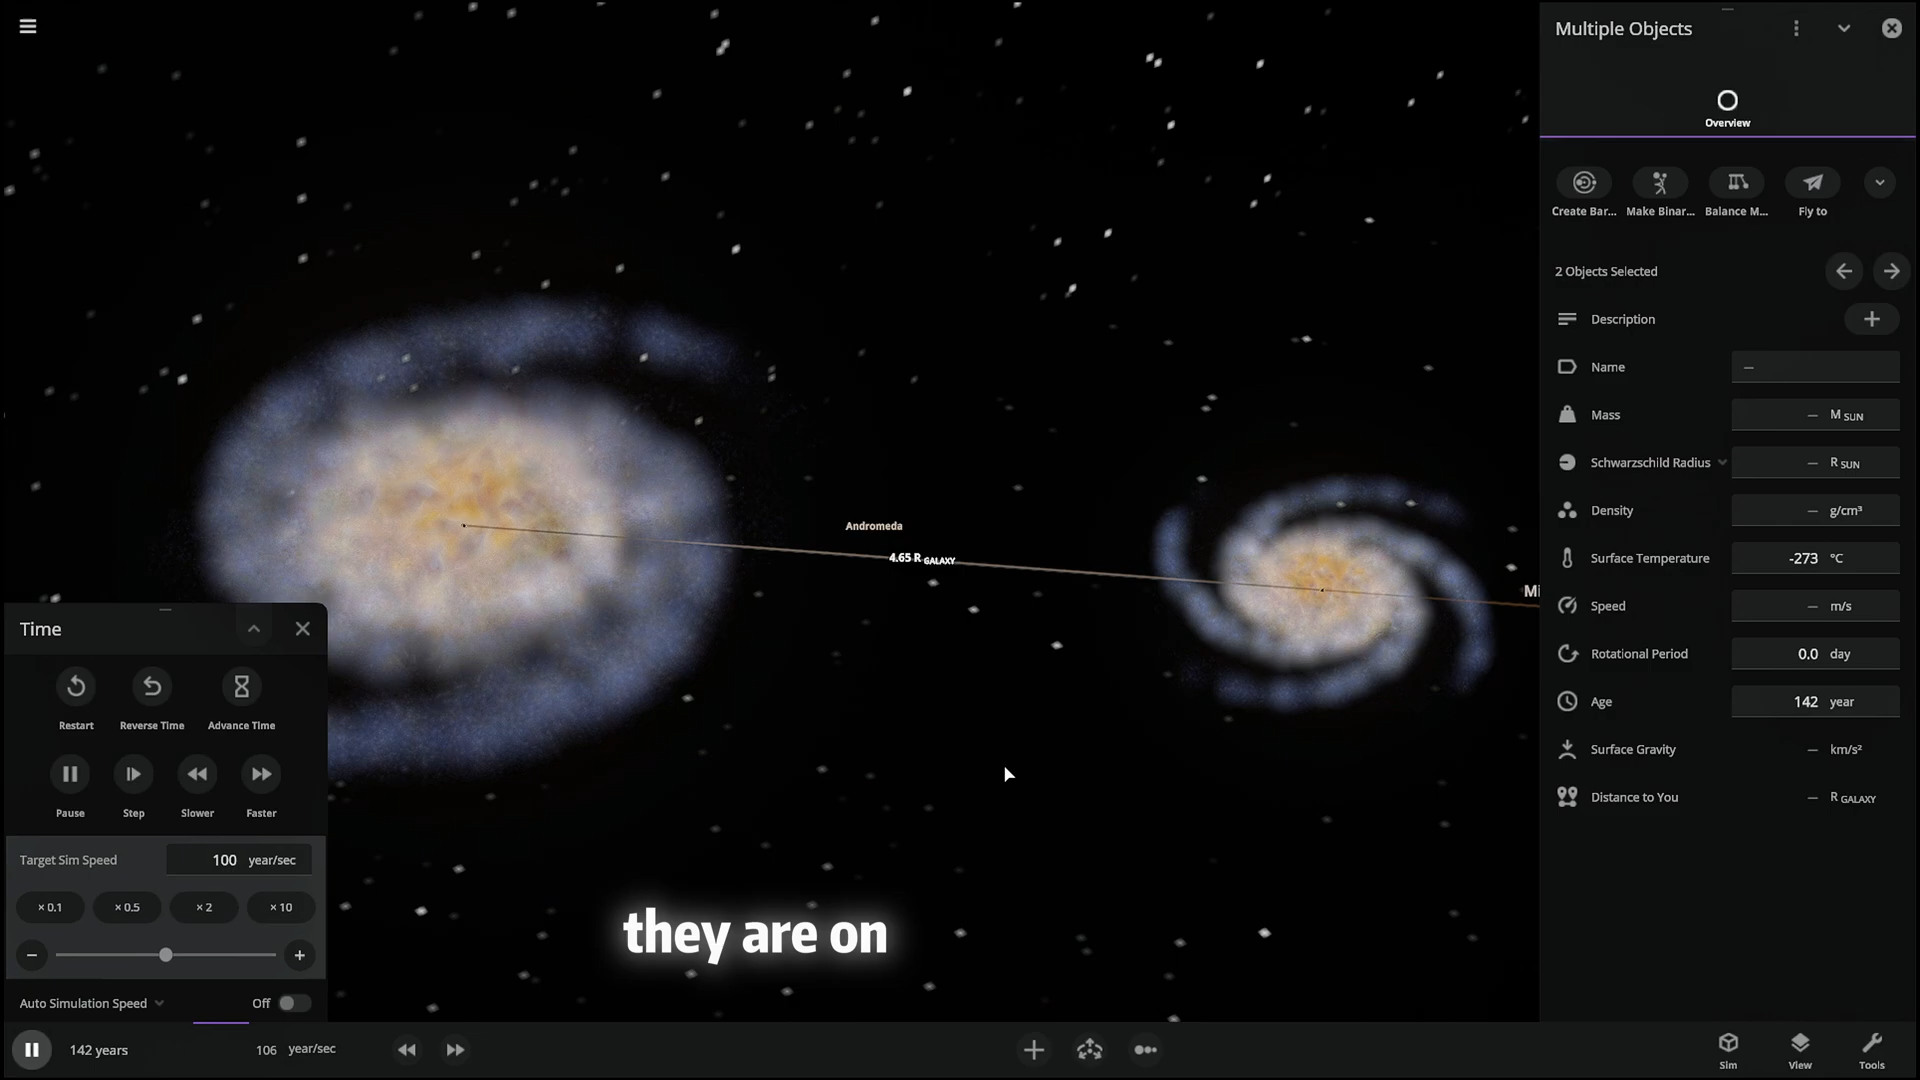 Multiple Objects
Overview
Create Bar... Make Binar... Balance M... Fly to
2 Objects Selected
Description
Name —
Mass — M SUN
Schwarzschild Radius — R SUN
Density — g/cm³
Surface Temperature -273 °C
Speed — m/s
Rotational Period 0.0 day
Age 142 year
Surface Gravity — km/s²
Distance to You — R GALAXY
Andromeda
4.65 R GALAXY
Mi
Time
Restart Reverse Time Advance Time
Pause Step Slower Faster
Target Sim Speed 100 year/sec
× 0.1 × 0.5 × 2 × 10
Auto Simulation Speed Off
they are on
142 years 106 year/sec
Sim View Tools